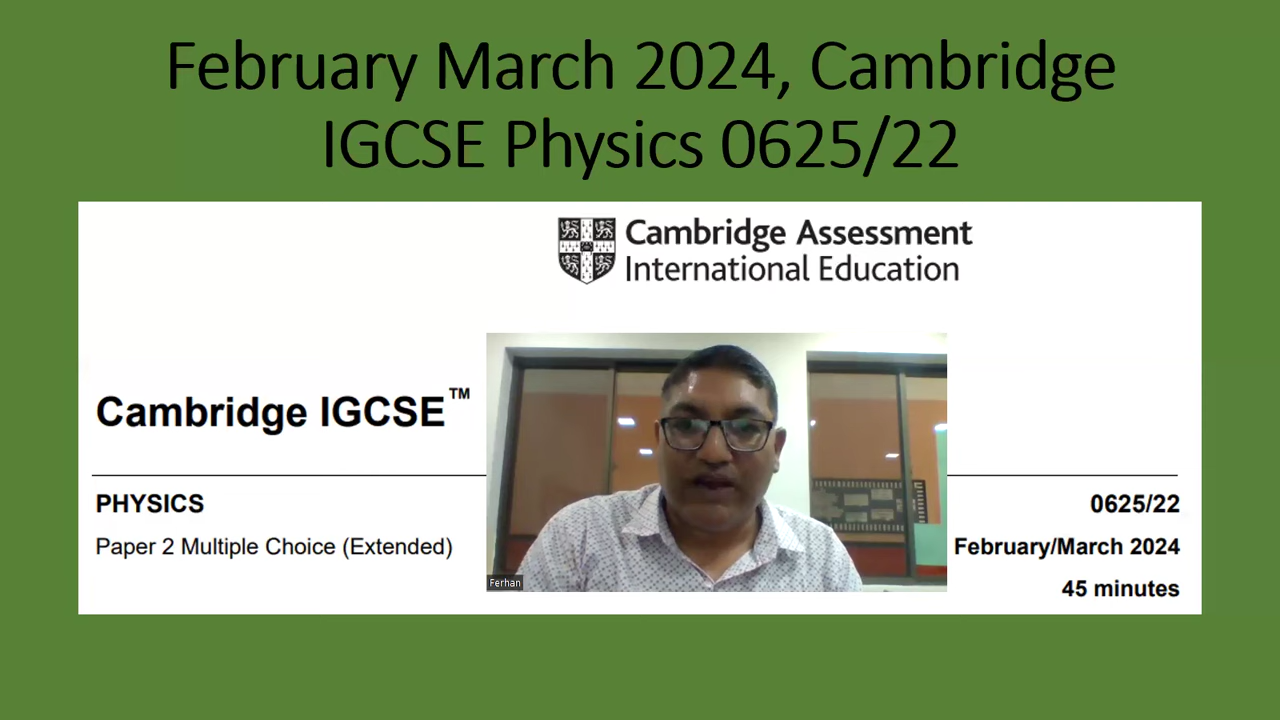 February March 2024, Cambridge
IGCSE Physics 0625/22
Cambridge Assessment
International Education
Cambridge IGCSE™
PHYSICS
0625/22
Paper 2 Multiple Choice (Extended)
February/March 2024
45 minutes
Ferhan